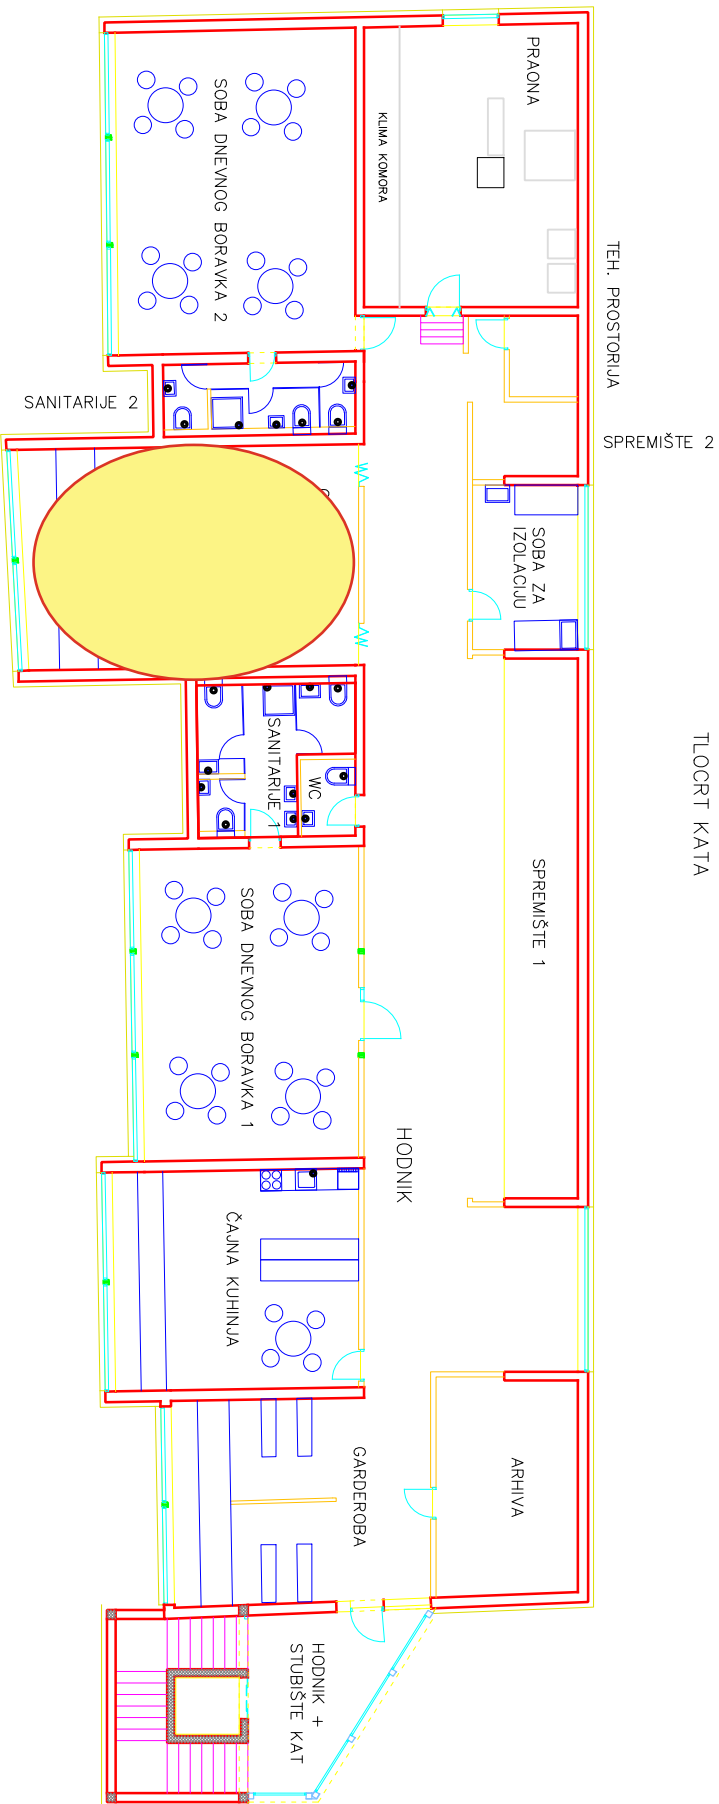 TLOCRT KATA
TEH. PROSTORIJA
SPREMIŠTE 2
PRAONA
KLIMA KOMORA
SOBA DNEVNOG BORAVKA 2
SANITARIJE 2
SOBA ZA
IZOLACIJU
SANITARIJE 1
WC
SPREMIŠTE 1
SOBA DNEVNOG BORAVKA 1
HODNIK
ČAJNA KUHINJA
GARDEROBA
ARHIVA
HODNIK +
STUBIŠTE KAT